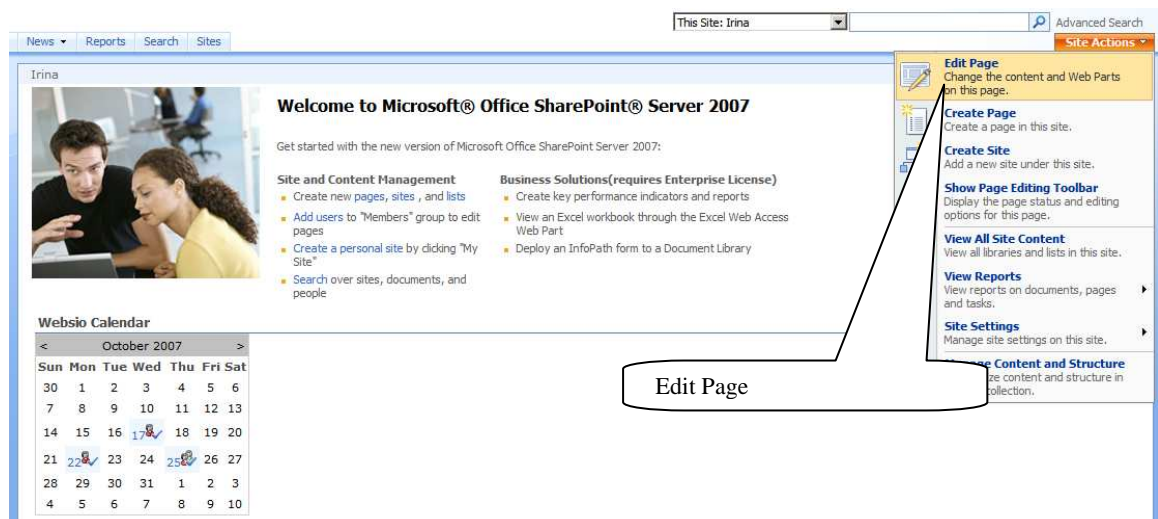 This Site: Irina
Advanced Search
News Reports Search Sites
Site Actions
Irina
Welcome to Microsoft® Office SharePoint® Server 2007
Get started with the new version of Microsoft Office SharePoint Server 2007:
Site and Content Management
Create new pages, sites , and lists
Add users to "Members" group to edit
pages
Create a personal site by clicking "My
Site"
Search over sites, documents, and
people
Business Solutions(requires Enterprise License)
Create key performance indicators and reports
View an Excel workbook through the Excel Web Access
Web Part
Deploy an InfoPath form to a Document Library
Edit Page
Change the content and Web Parts
on this page.
Create Page
Create a page in this site.
Create Site
Add a new site under this site.
Show Page Editing Toolbar
Display the page status and editing
options for this page.
View All Site Content
View all libraries and lists in this site.
View Reports
View reports on documents, pages
and tasks.
Site Settings
Manage site settings on this site.
Content and Structure
content and structure in
collection.
Edit Page
Websio Calendar
< October 2007 >
Sun Mon Tue Wed Thu Fri Sat
30 1 2 3 4 5 6
7 8 9 10 11 12 13
14 15 16 17 18 19 20
21 22 23 24 25 26 27
28 29 30 31 1 2 3
4 5 6 7 8 9 10